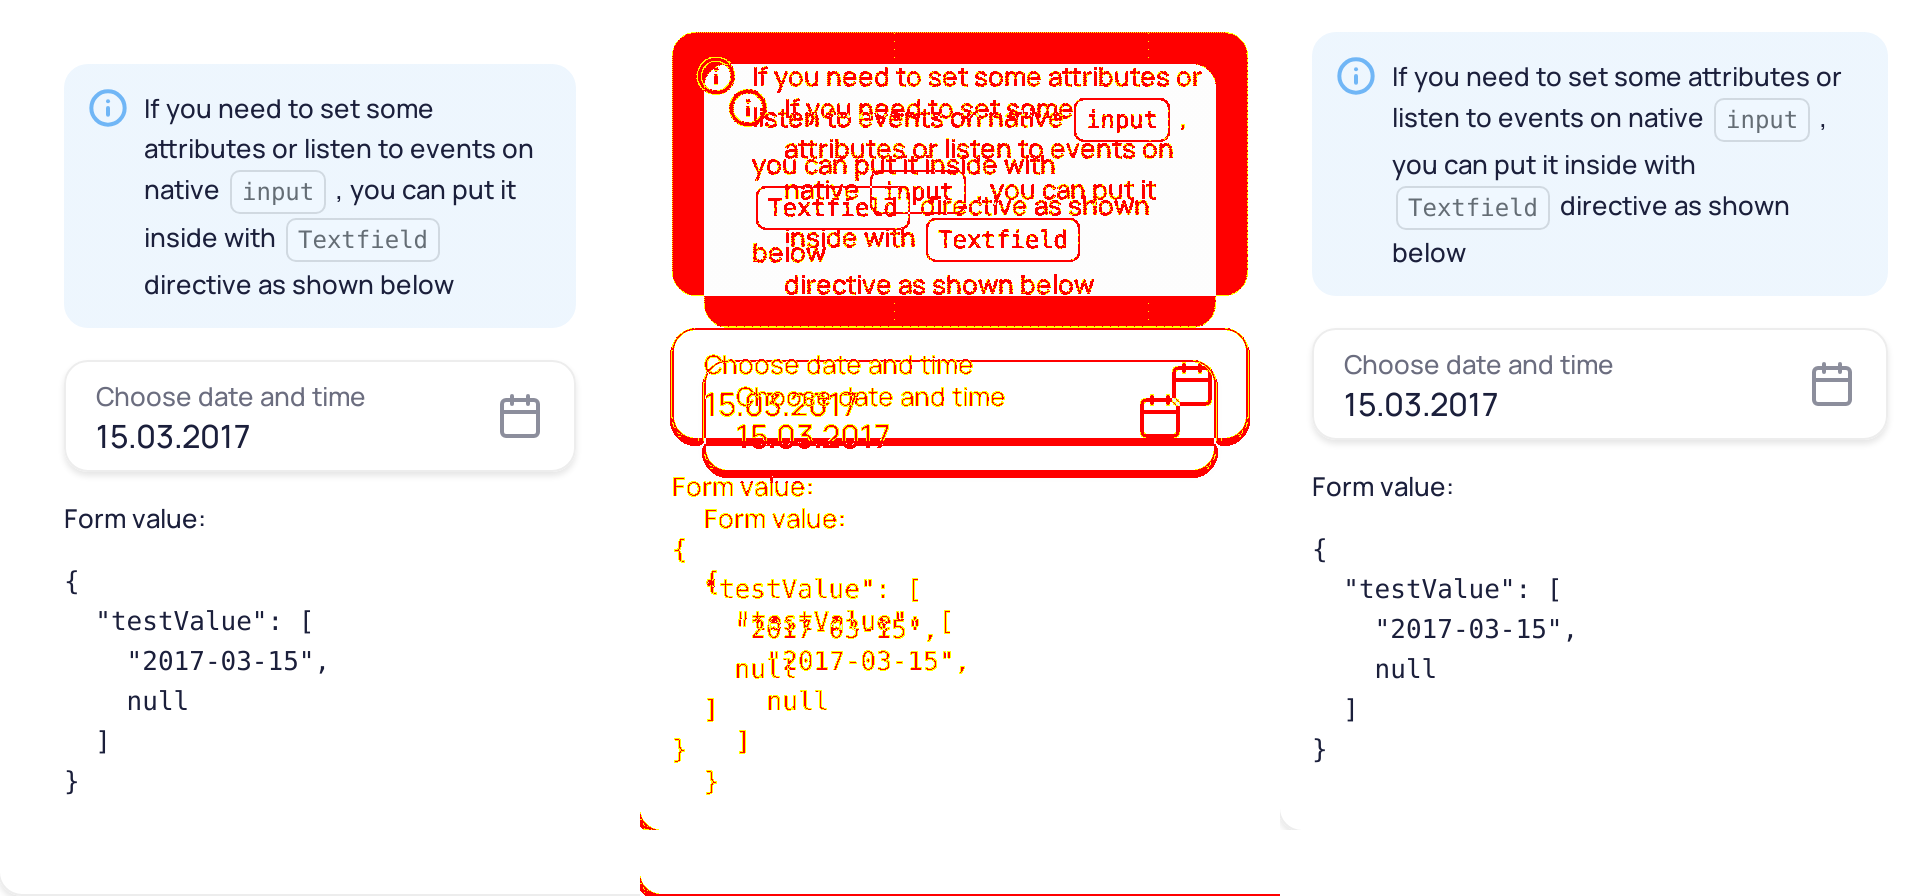 If you need to set some
attributes or listen to events on
native input , you can put it
inside with Textfield
directive as shown below
Choose date and time
15.03.2017
Form value:
{
"testValue": [
"2017-03-15",
null
]
}
If you need to set some attributes or
If you need to set some
listen to events on native input ,
attributes or listen to events on
you can put it inside with
native input , you can put it
Textfield directive as shown
inside with Textfield
below
directive as shown below
Choose date and time
Choose date and time
15.03.2017
15.03.2017
Form value:
Form value:
{
{
"testValue": [
"testValue": [
"2017-03-15",
"2017-03-15",
null
null
]
]
}
}
If you need to set some attributes or
listen to events on native input ,
you can put it inside with
Textfield directive as shown
below
Choose date and time
15.03.2017
Form value:
{
"testValue": [
"2017-03-15",
null
]
}